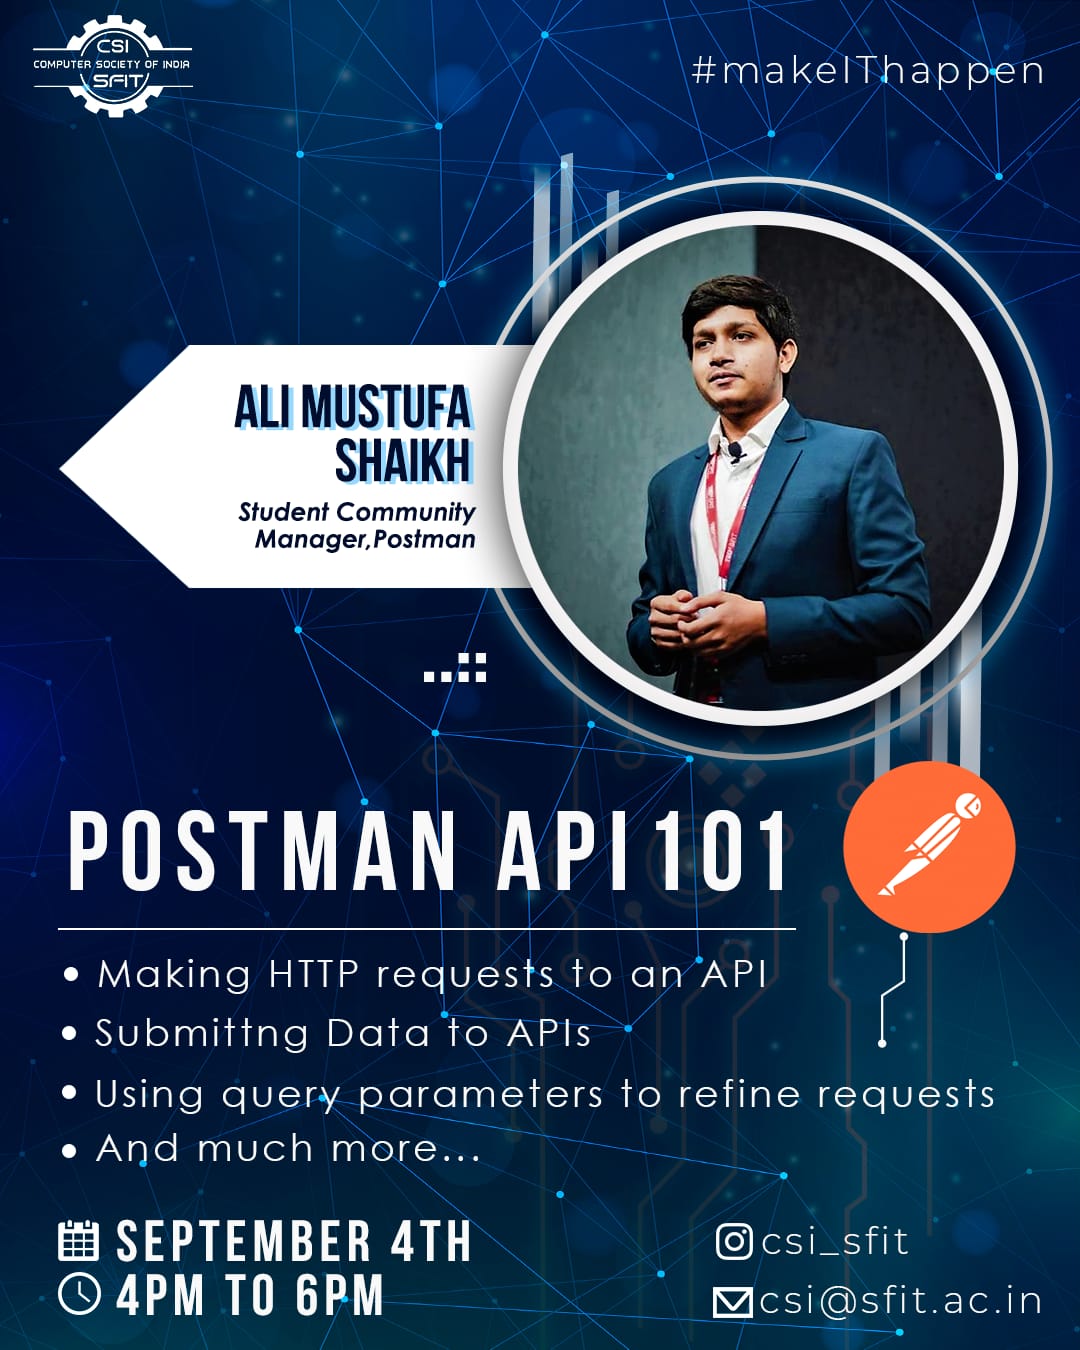 CSI
COMPUTER SOCIETY OF INDIA
SFIT
#makeIThappen
ALI MUSTUFA
SHAIKH
Student Community
Manager,Postman
POSTMAN API 101
• Making HTTP requests to an API
• Submittng Data to APIs
• Using query parameters to refine requests
• And much more...
SEPTEMBER 4TH
4PM TO 6PM
csi_sfit
csi@sfit.ac.in